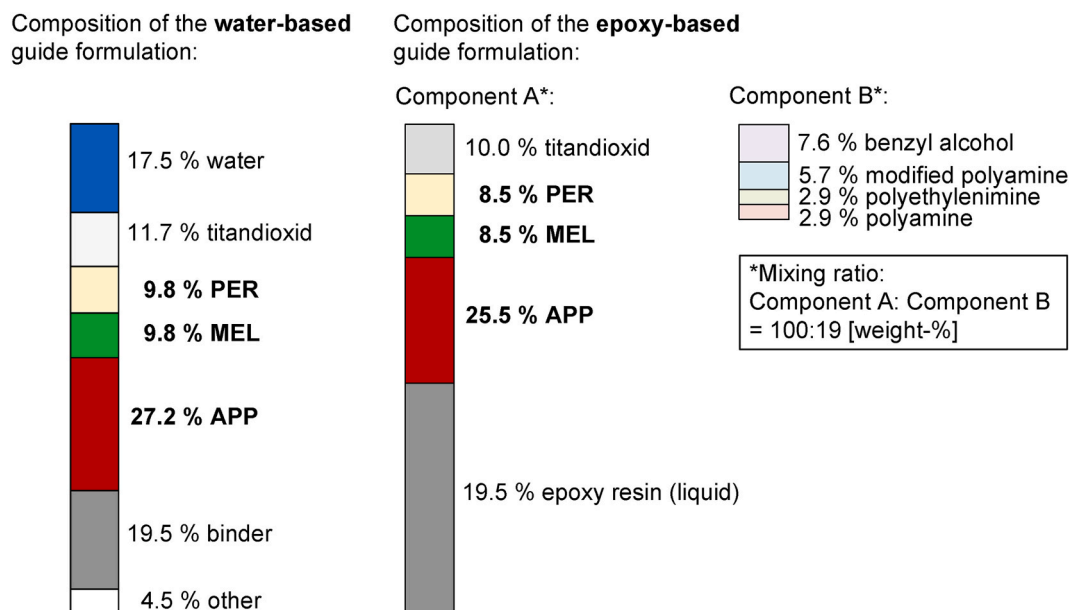 Composition of the water-based
guide formulation:
17.5 % water
11.7 % titandioxid
9.8 % PER
9.8 % MEL
27.2 % APP
19.5 % binder
4.5 % other
Composition of the epoxy-based
guide formulation:
Component A*:
10.0 % titandioxid
8.5 % PER
8.5 % MEL
25.5 % APP
19.5 % epoxy resin (liquid)
Component B*:
7.6 % benzyl alcohol
5.7 % modified polyamine
2.9 % polyethylenimine
2.9 % polyamine
*Mixing ratio:
Component A: Component B
= 100:19 [weight-%]